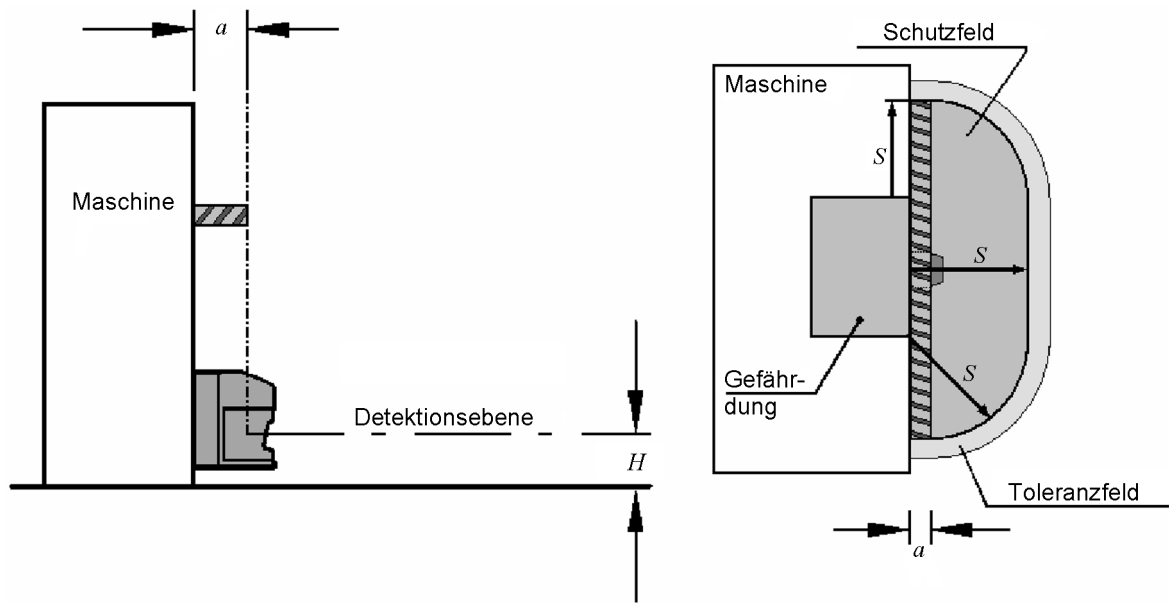 a
Maschine
Detektionsebene
H
Schutzfeld
Maschine
S
S
S
Gefähr-
dung
Toleranzfeld
a